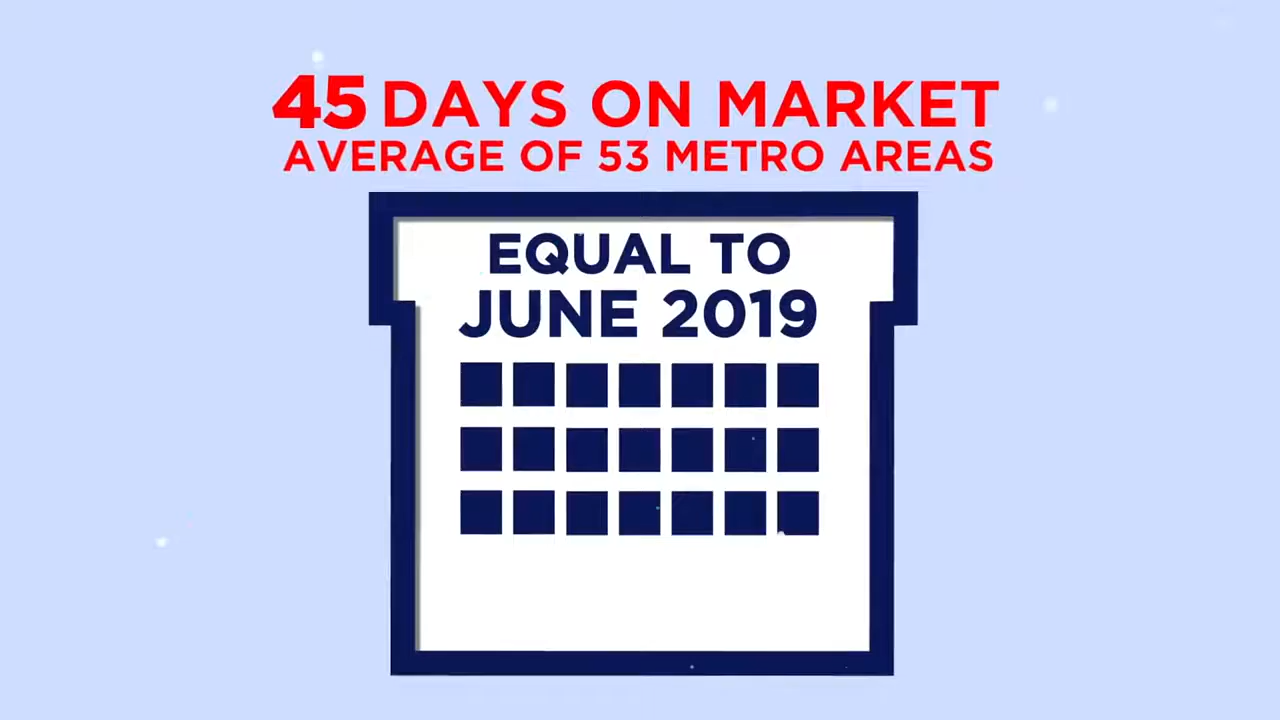 45 DAYS ON MARKET
AVERAGE OF 53 METRO AREAS
EQUAL TO
JUNE 2019